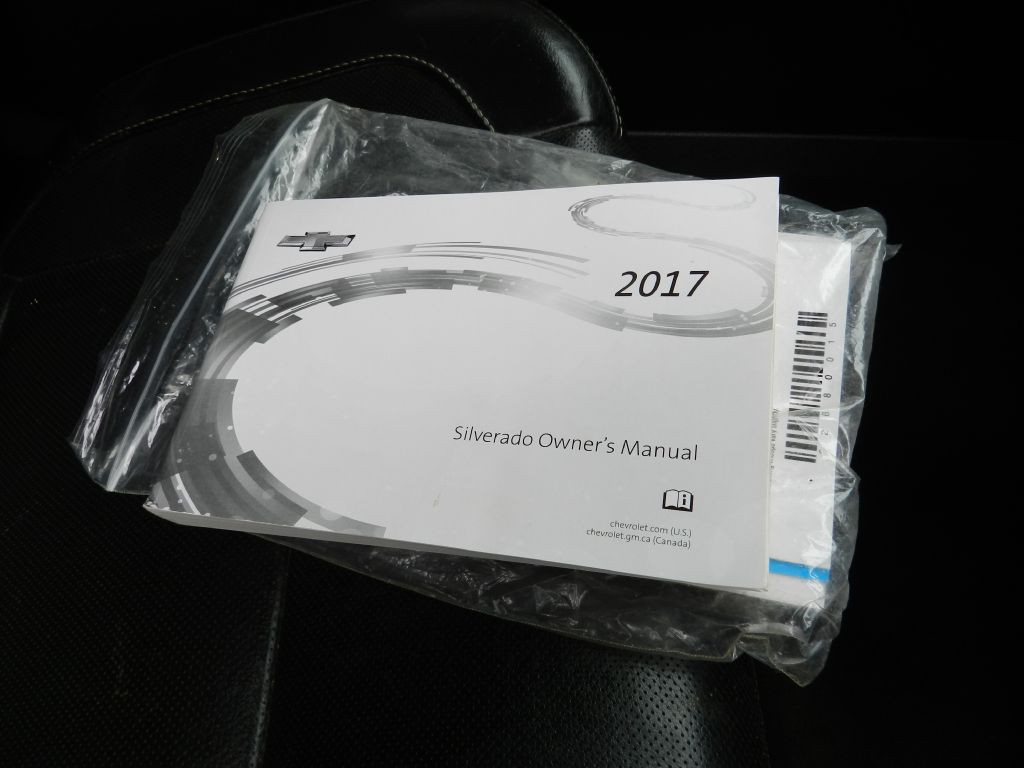 2017
Silverado Owner's Manual
i
chevrolet.com (U.S.)
chevrolet.gm.ca (Canada)